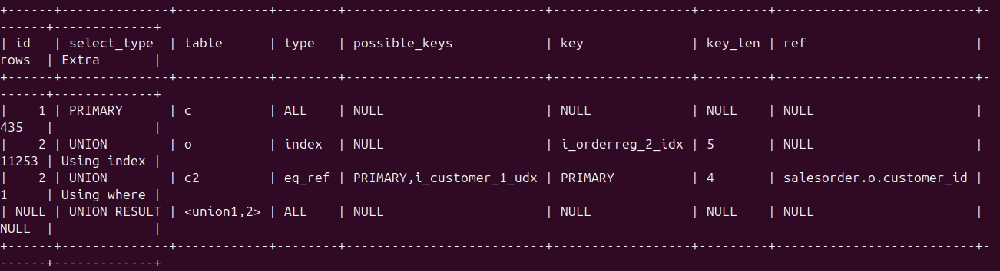 +------+--------------+------------+--------+--------------------------+------------------+---------+--------------------------+-
------+-------------+
| id   | select_type  | table      | type   | possible_keys            | key              | key_len | ref                      |
rows  | Extra       |
+------+--------------+------------+--------+--------------------------+------------------+---------+--------------------------+-
------+-------------+
|    1 | PRIMARY      | c          | ALL    | NULL                     | NULL             | NULL    | NULL                     |
435   |             |
|    2 | UNION        | o          | index  | NULL                     | i_orderreg_2_idx | 5       | NULL                     |
11253 | Using index |
|    2 | UNION        | c2         | eq_ref | PRIMARY,i_customer_1_udx | PRIMARY          | 4       | salesorder.o.customer_id |
1     | Using where |
| NULL | UNION RESULT | <union1,2> | ALL    | NULL                     | NULL             | NULL    | NULL                     |
NULL  |             |
+------+--------------+------------+--------+--------------------------+------------------+---------+--------------------------+-
------+-------------+